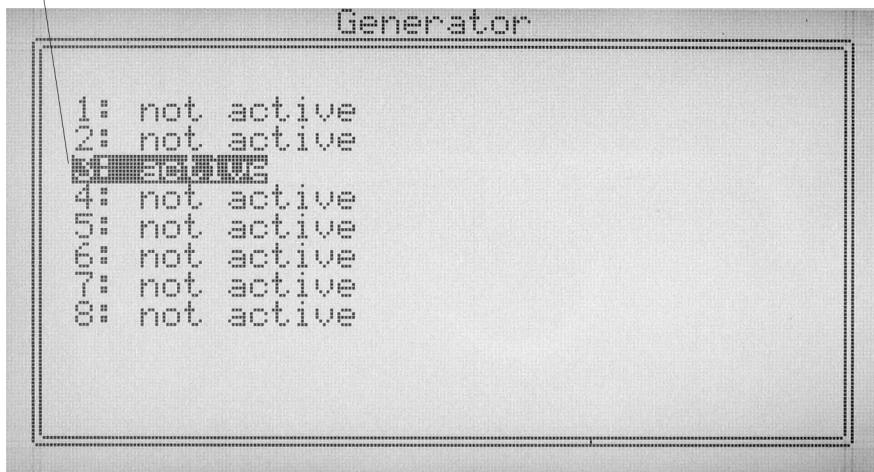 Generator
1: not active
2: not active
3: active
4: not active
5: not active
6: not active
7: not active
8: not active